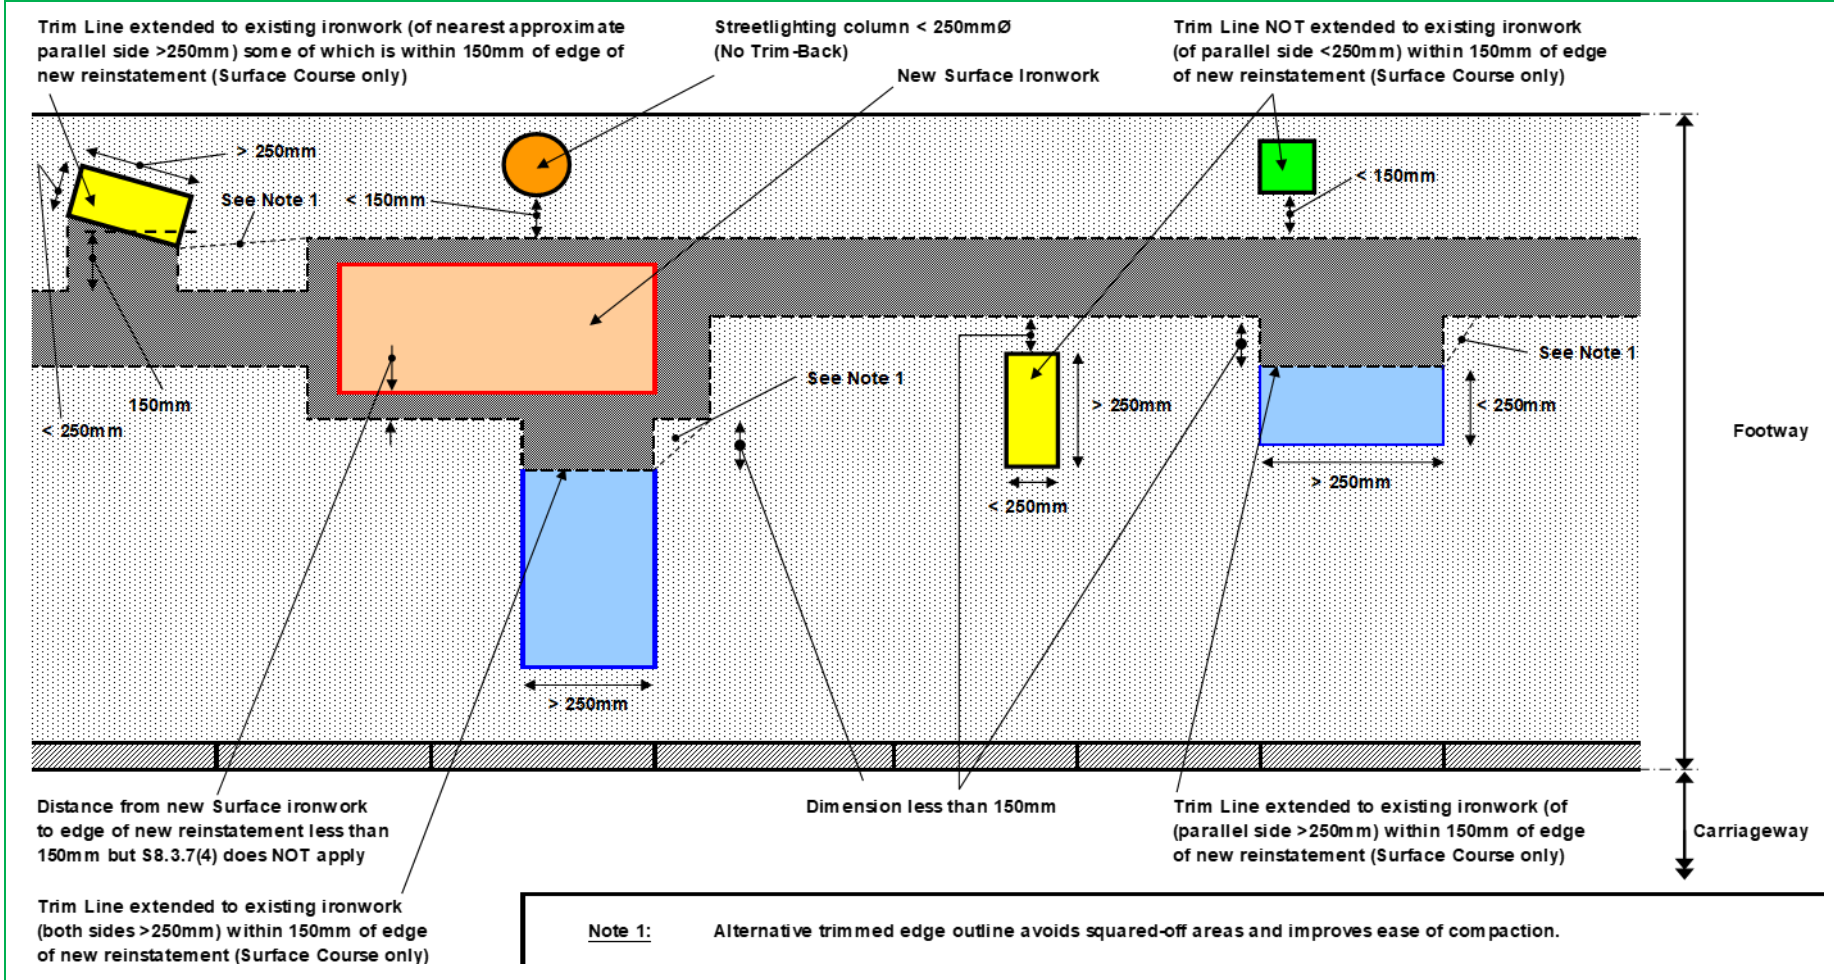 Trim Line extended to existing ironwork (of nearest approximate
parallel side >250mm) some of which is within 150mm of edge of
new reinstatement (Surface Course only)
Streetlighting column < 250mmØ
(No Trim-Back)
New Surface Ironwork
Trim Line NOT extended to existing ironwork
(of parallel side <250mm) within 150mm of edge
of new reinstatement (Surface Course only)
> 250mm
See Note 1
< 150mm
< 150mm
See Note 1
See Note 1
150mm
< 250mm
> 250mm
< 250mm
Footway
> 250mm
< 250mm
> 250mm
Distance from new Surface ironwork
to edge of new reinstatement less than
150mm but S8.3.7(4) does NOT apply
Dimension less than 150mm
Trim Line extended to existing ironwork (of
(parallel side >250mm) within 150mm of edge
of new reinstatement (Surface Course only)
Carriageway
Trim Line extended to existing ironwork
(both sides >250mm) within 150mm of edge
of new reinstatement (Surface Course only)
Note 1: Alternative trimmed edge outline avoids squared-off areas and improves ease of compaction.